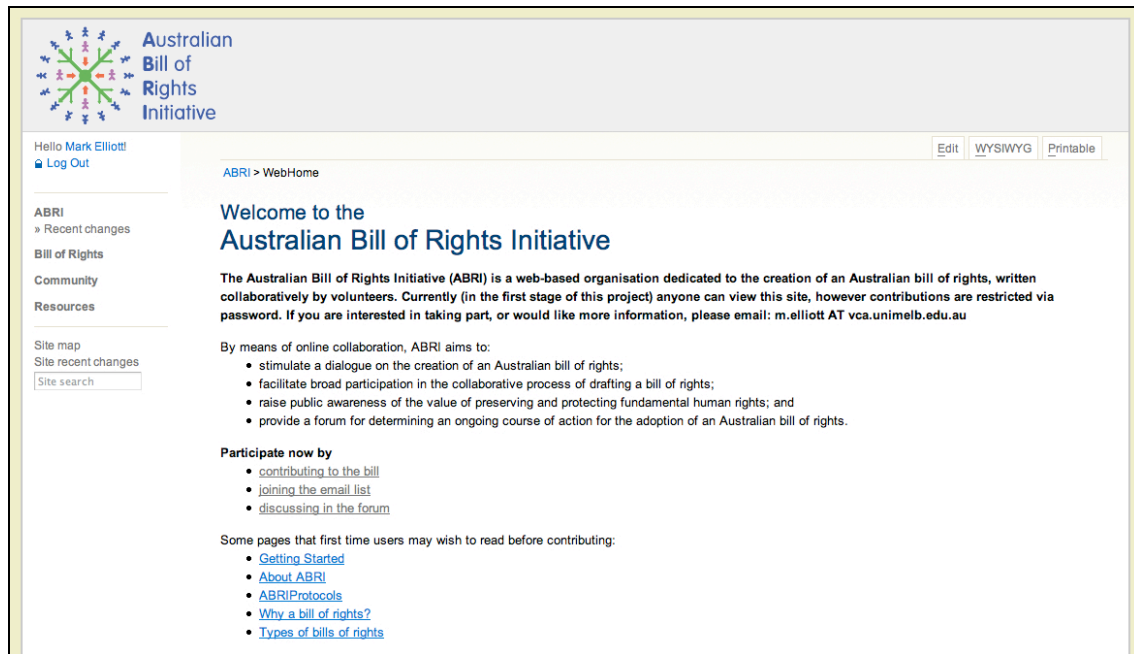 Australian
Bill of
Rights
Initiative
Hello Mark Elliott!
Log Out
ABRI
» Recent changes
Bill of Rights
Community
Resources
Site map
Site recent changes
Site search
Edit WYSIWYG Printable
ABRI > WebHome
Welcome to the
Australian Bill of Rights Initiative
The Australian Bill of Rights Initiative (ABRI) is a web-based organisation dedicated to the creation of an Australian bill of rights, written
collaboratively by volunteers. Currently (in the first stage of this project) anyone can view this site, however contributions are restricted via
password. If you are interested in taking part, or would like more information, please email: m.elliott AT vca.unimelb.edu.au
By means of online collaboration, ABRI aims to:
• stimulate a dialogue on the creation of an Australian bill of rights;
• facilitate broad participation in the collaborative process of drafting a bill of rights;
• raise public awareness of the value of preserving and protecting fundamental human rights; and
• provide a forum for determining an ongoing course of action for the adoption of an Australian bill of rights.
Participate now by
• contributing to the bill
• joining the email list
• discussing in the forum
Some pages that first time users may wish to read before contributing:
• Getting Started
• About ABRI
• ABRIProtocols
• Why a bill of rights?
• Types of bills of rights